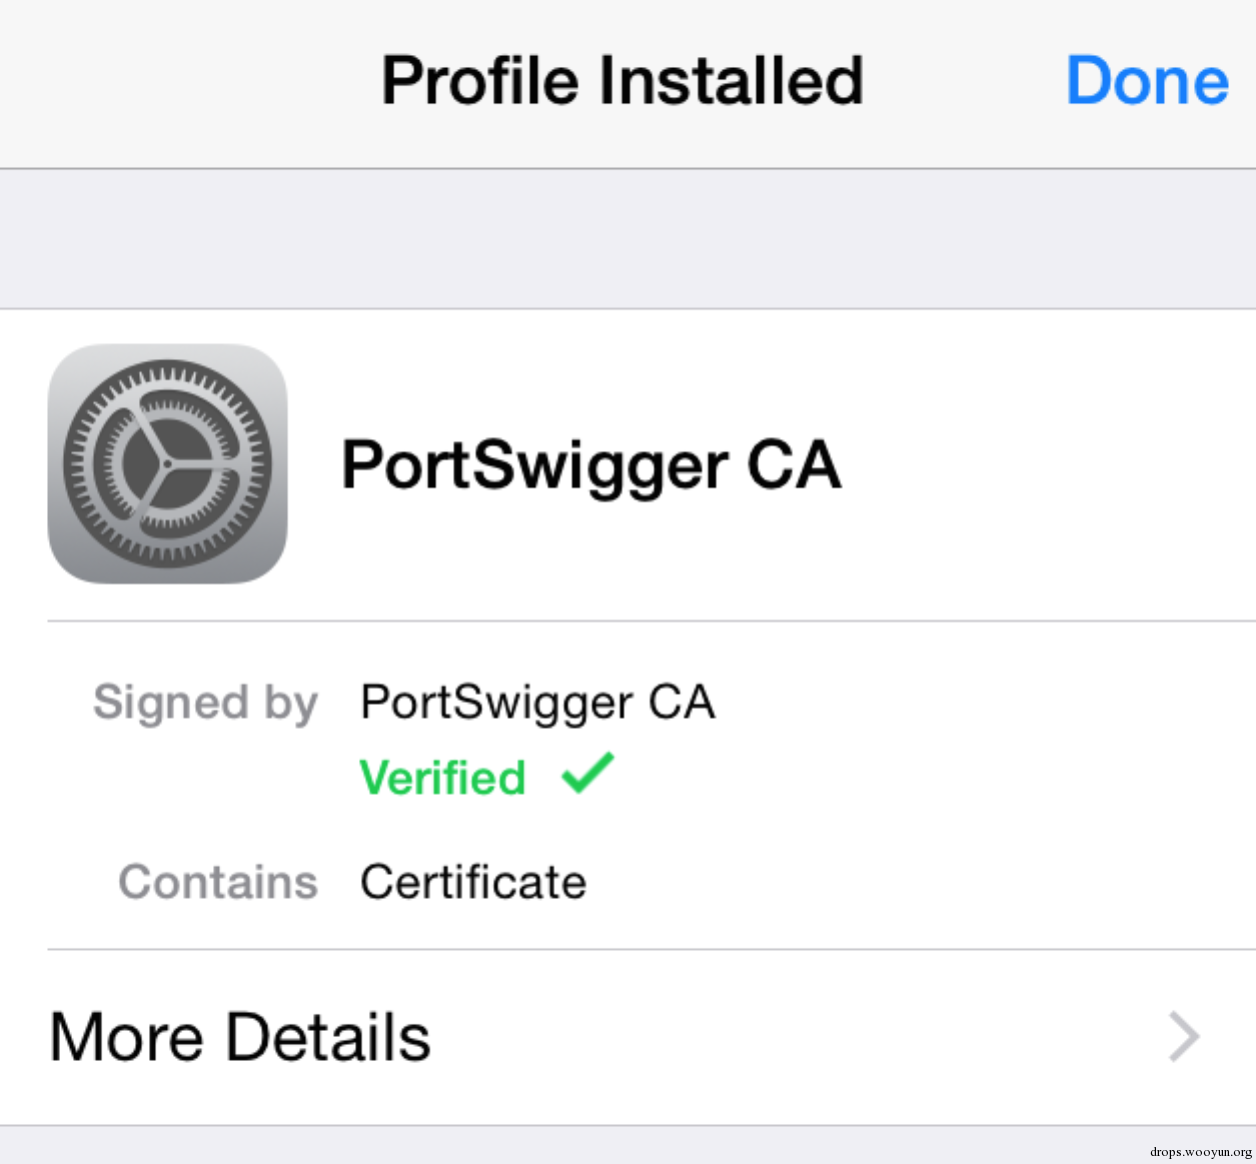 Profile Installed Done
PortSwigger CA
Signed by PortSwigger CA
Verified
Contains Certificate
More Details
drops.wooyun.org